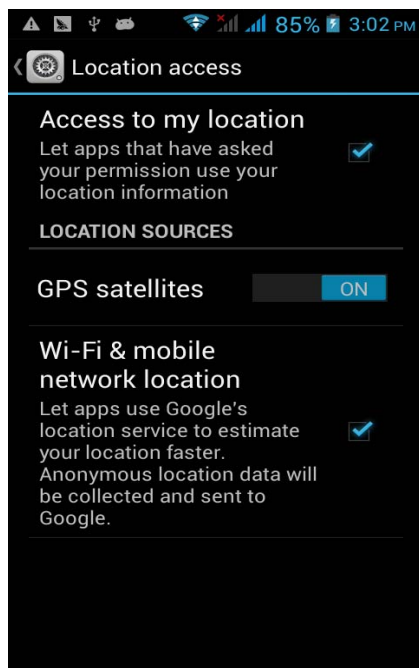 85% 3:02 PM
Location access
Access to my location
Let apps that have asked
your permission use your
location information
LOCATION SOURCES
GPS satellites ON
Wi-Fi & mobile
network location
Let apps use Google's
location service to estimate
your location faster.
Anonymous location data will
be collected and sent to
Google.